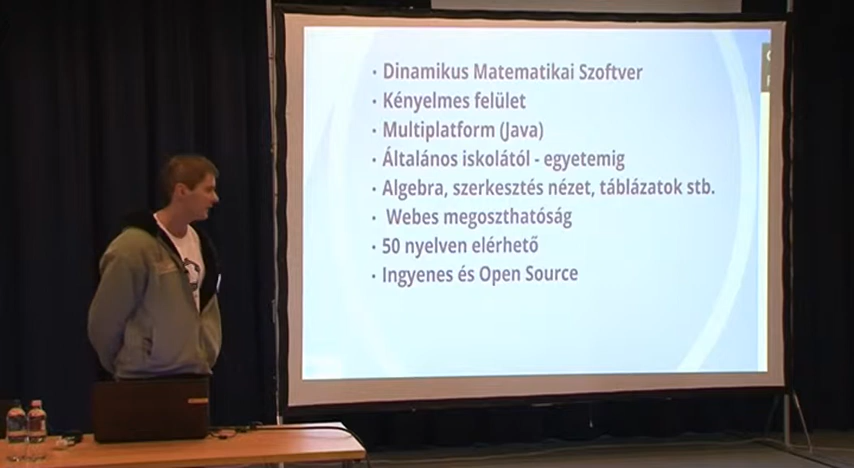 · Dinamikus Matematikai Szoftver
· Kényelmes felület
· Multiplatform (Java)
· Általános iskolától - egyetemig
· Algebra, szerkesztés nézet, táblázatok stb.
· Webes megoszthatóság
· 50 nyelven elérhető
· Ingyenes és Open Source